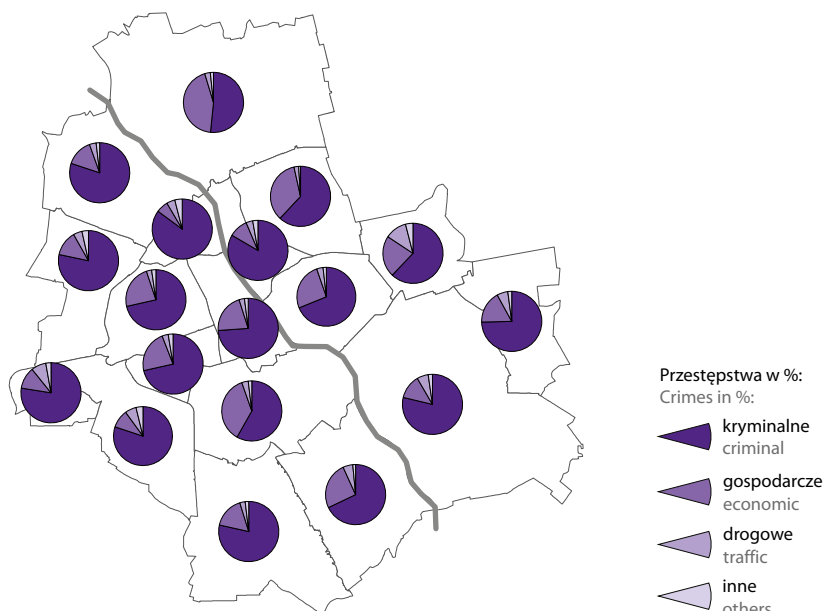 Przestępstwa w %:
Crimes in %:
kryminalne
criminal
gospodarcze
economic
drogowe
traffic
inne
others